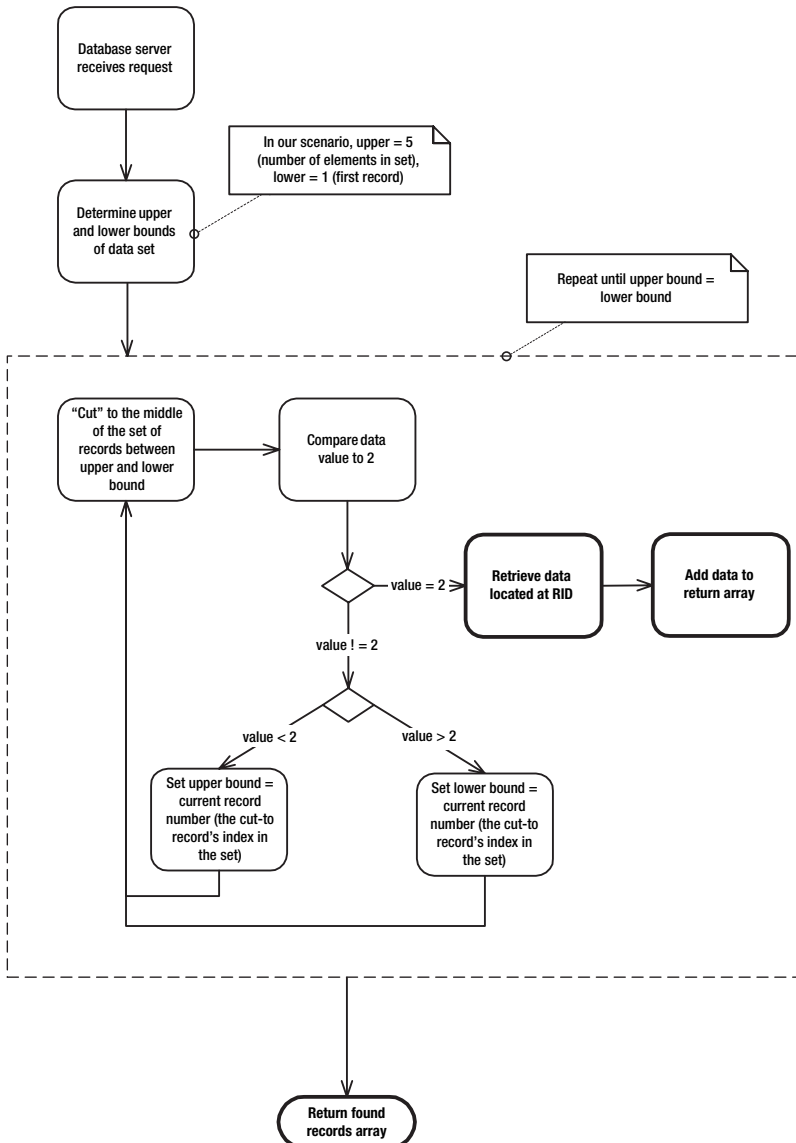 Database server
receives request
In our scenario, upper = 5
(number of elements in set),
lower = 1 (first record)
Determine upper
and lower bounds
of data set
Repeat until upper bound =
lower bound
“Cut” to the middle
of the set of
records between
upper and lower
bound
Compare data
value to 2
value = 2
Retrieve data
located at RID
Add data to
return array
value ! = 2
value < 2
value > 2
Set upper bound =
current record
number (the cut-to
record’s index in
the set)
Set lower bound =
current record
number (the cut-to
record’s index in
the set)
Return found
records array